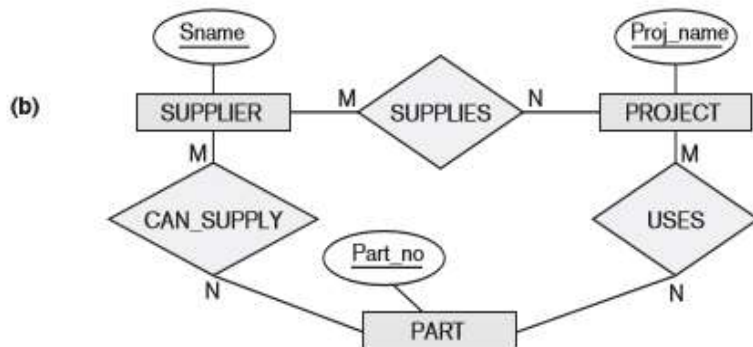 Sname
Proj_name
(b)
M
N
SUPPLIER
SUPPLIES
PROJECT
M
M
CAN_SUPPLY
USES
Part_no
N
N
PART